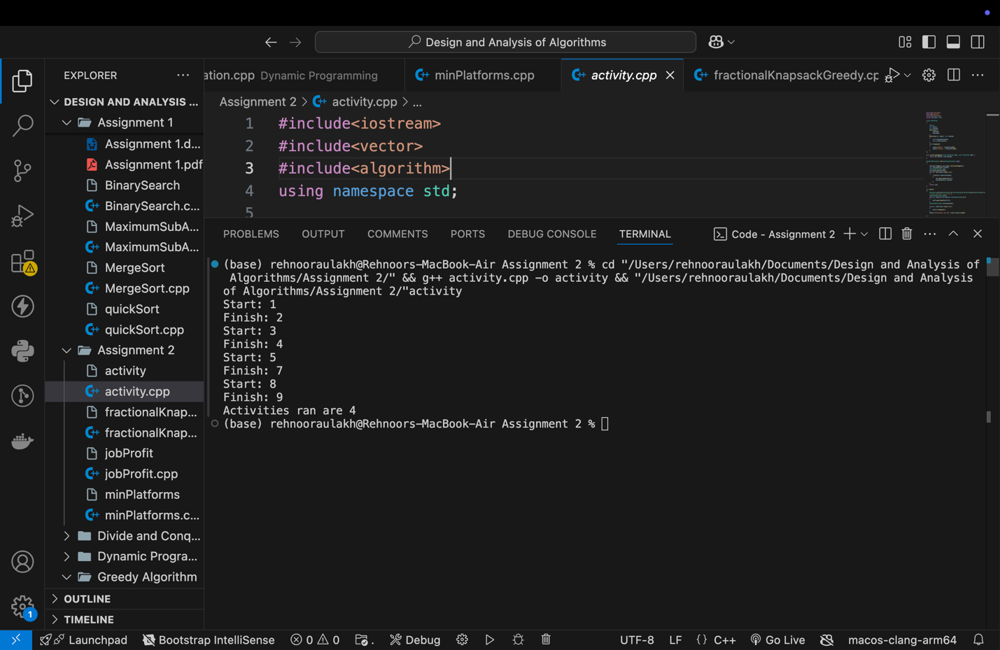 Design and Analysis of Algorithms
EXPLORER
ation.cpp Dynamic Programming
minPlatforms.cpp
activity.cpp
fractionalKnapsackGreedy.cp
DESIGN AND ANALYSIS ...
Assignment 1
Assignment 1.d...
Assignment 1.pdf
BinarySearch
BinarySearch.c...
MaximumSubA...
MaximumSubA...
MergeSort
MergeSort.cpp
quickSort
quickSort.cpp
Assignment 2
activity
activity.cpp
fractionalKnap...
fractionalKnap...
jobProfit
jobProfit.cpp
minPlatforms
minPlatforms.c...
Divide and Conq...
Dynamic Progra...
Greedy Algorithm
OUTLINE
TIMELINE
Assignment 2 > activity.cpp > ...
1 #include<iostream>
2 #include<vector>
3 #include<algorithm>
4 using namespace std;
5
PROBLEMS OUTPUT COMMENTS PORTS DEBUG CONSOLE TERMINAL
Code - Assignment 2
(base) rehnooraulakh@Rehnoors-MacBook-Air Assignment 2 % cd "/Users/rehnooraulakh/Documents/Design and Analysis of
Algorithms/Assignment 2/" && g++ activity.cpp -o activity && "/Users/rehnooraulakh/Documents/Design and Analysis
of Algorithms/Assignment 2/"activity
Start: 1
Finish: 2
Start: 3
Finish: 4
Start: 5
Finish: 7
Start: 8
Finish: 9
Activities ran are 4
(base) rehnooraulakh@Rehnoors-MacBook-Air Assignment 2 %
1
Launchpad Bootstrap IntelliSense 0 0 . Debug UTF-8 LF {} C++ Go Live macos-clang-arm64